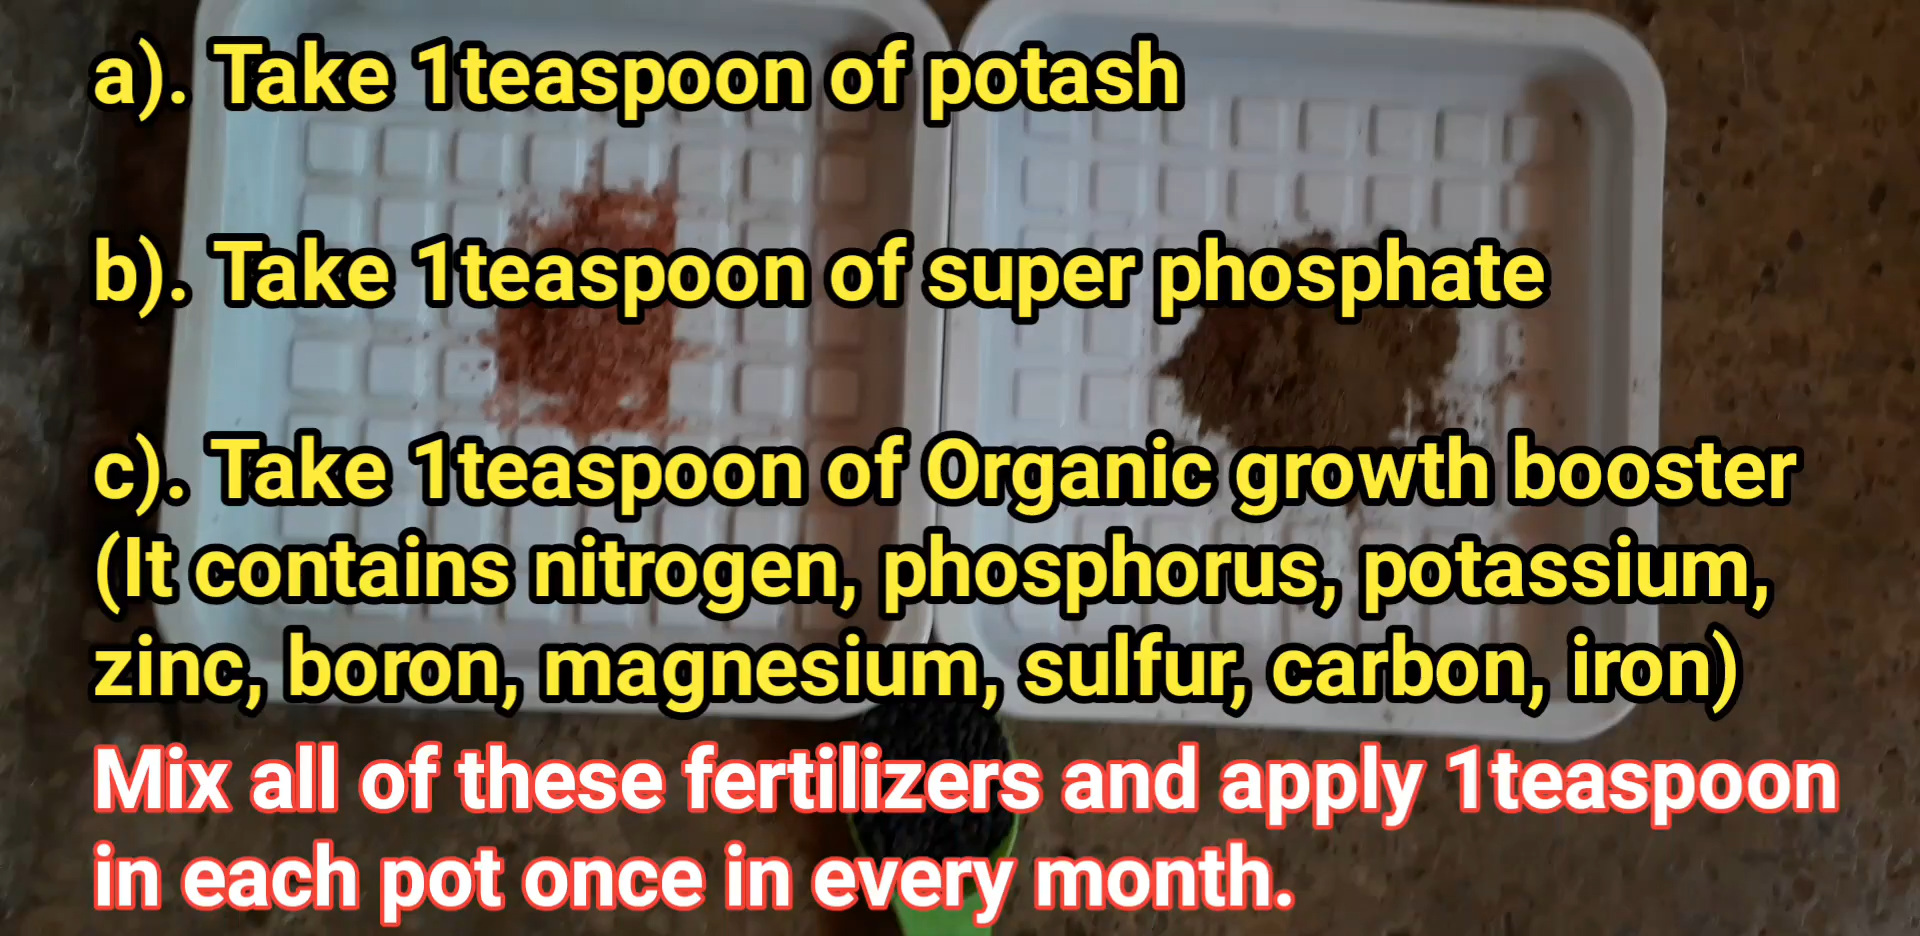 a). Take 1teaspoon of potash
b). Take 1teaspoon of super phosphate
c). Take 1teaspoon of Organic growth booster
(It contains nitrogen, phosphorus, potassium,
zinc, boron, magnesium, sulfur, carbon, iron)
Mix all of these fertilizers and apply 1teaspoon
in each pot once in every month.